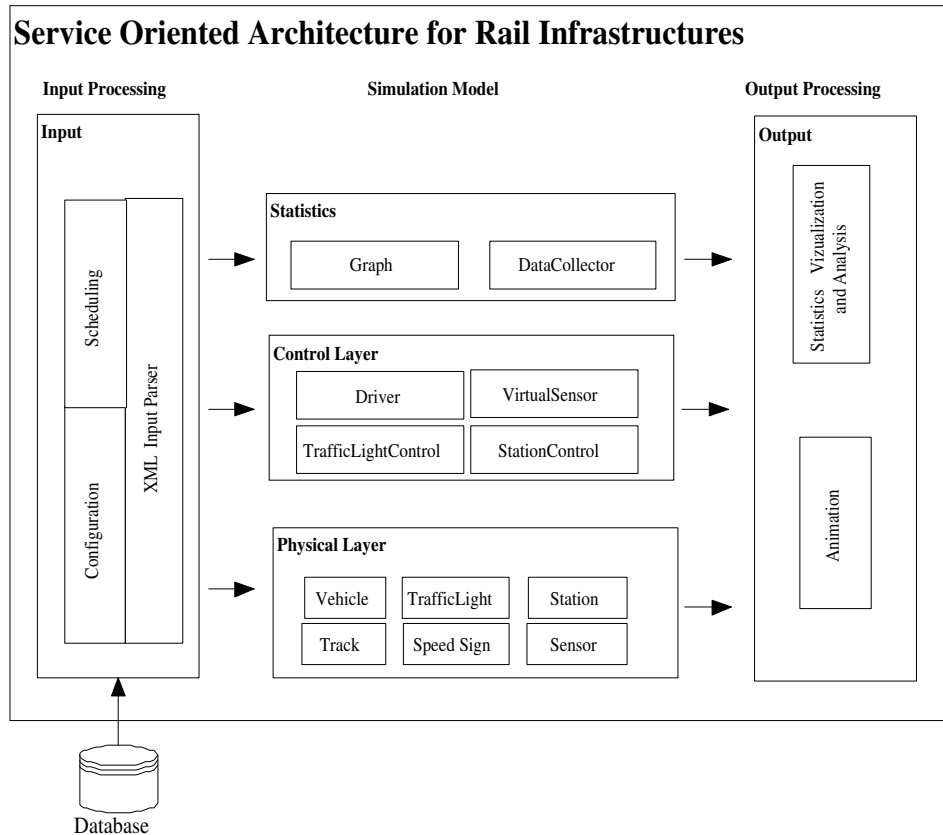 Service Oriented Architecture for Rail Infrastructures
Input Processing
Simulation Model
Output Processing
Input
Scheduling
Configuration
XML Input Parser
Statistics
Graph
DataCollector
Control Layer
Driver
VirtualSensor
TrafficLightControl
StationControl
Physical Layer
Vehicle
TrafficLight
Station
Track
Speed Sign
Sensor
Output
Statistics Vizualization
and Analysis
Animation
Database